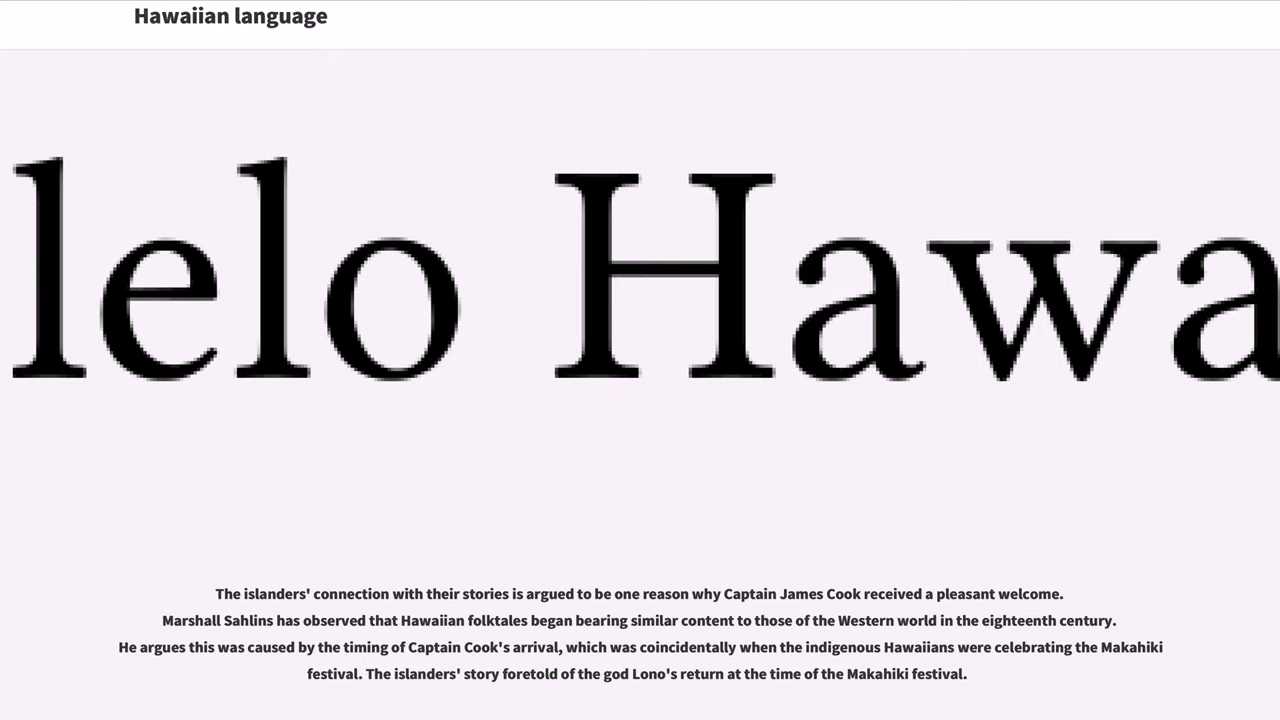 Hawaiian language
lelo Hawa
The islanders' connection with their stories is argued to be one reason why Captain James Cook received a pleasant welcome.
Marshall Sahlins has observed that Hawaiian folktales began bearing similar content to those of the Western world in the eighteenth century.
He argues this was caused by the timing of Captain Cook's arrival, which was coincidentally when the indigenous Hawaiians were celebrating the Makahiki
festival. The islanders' story foretold of the god Lono's return at the time of the Makahiki festival.